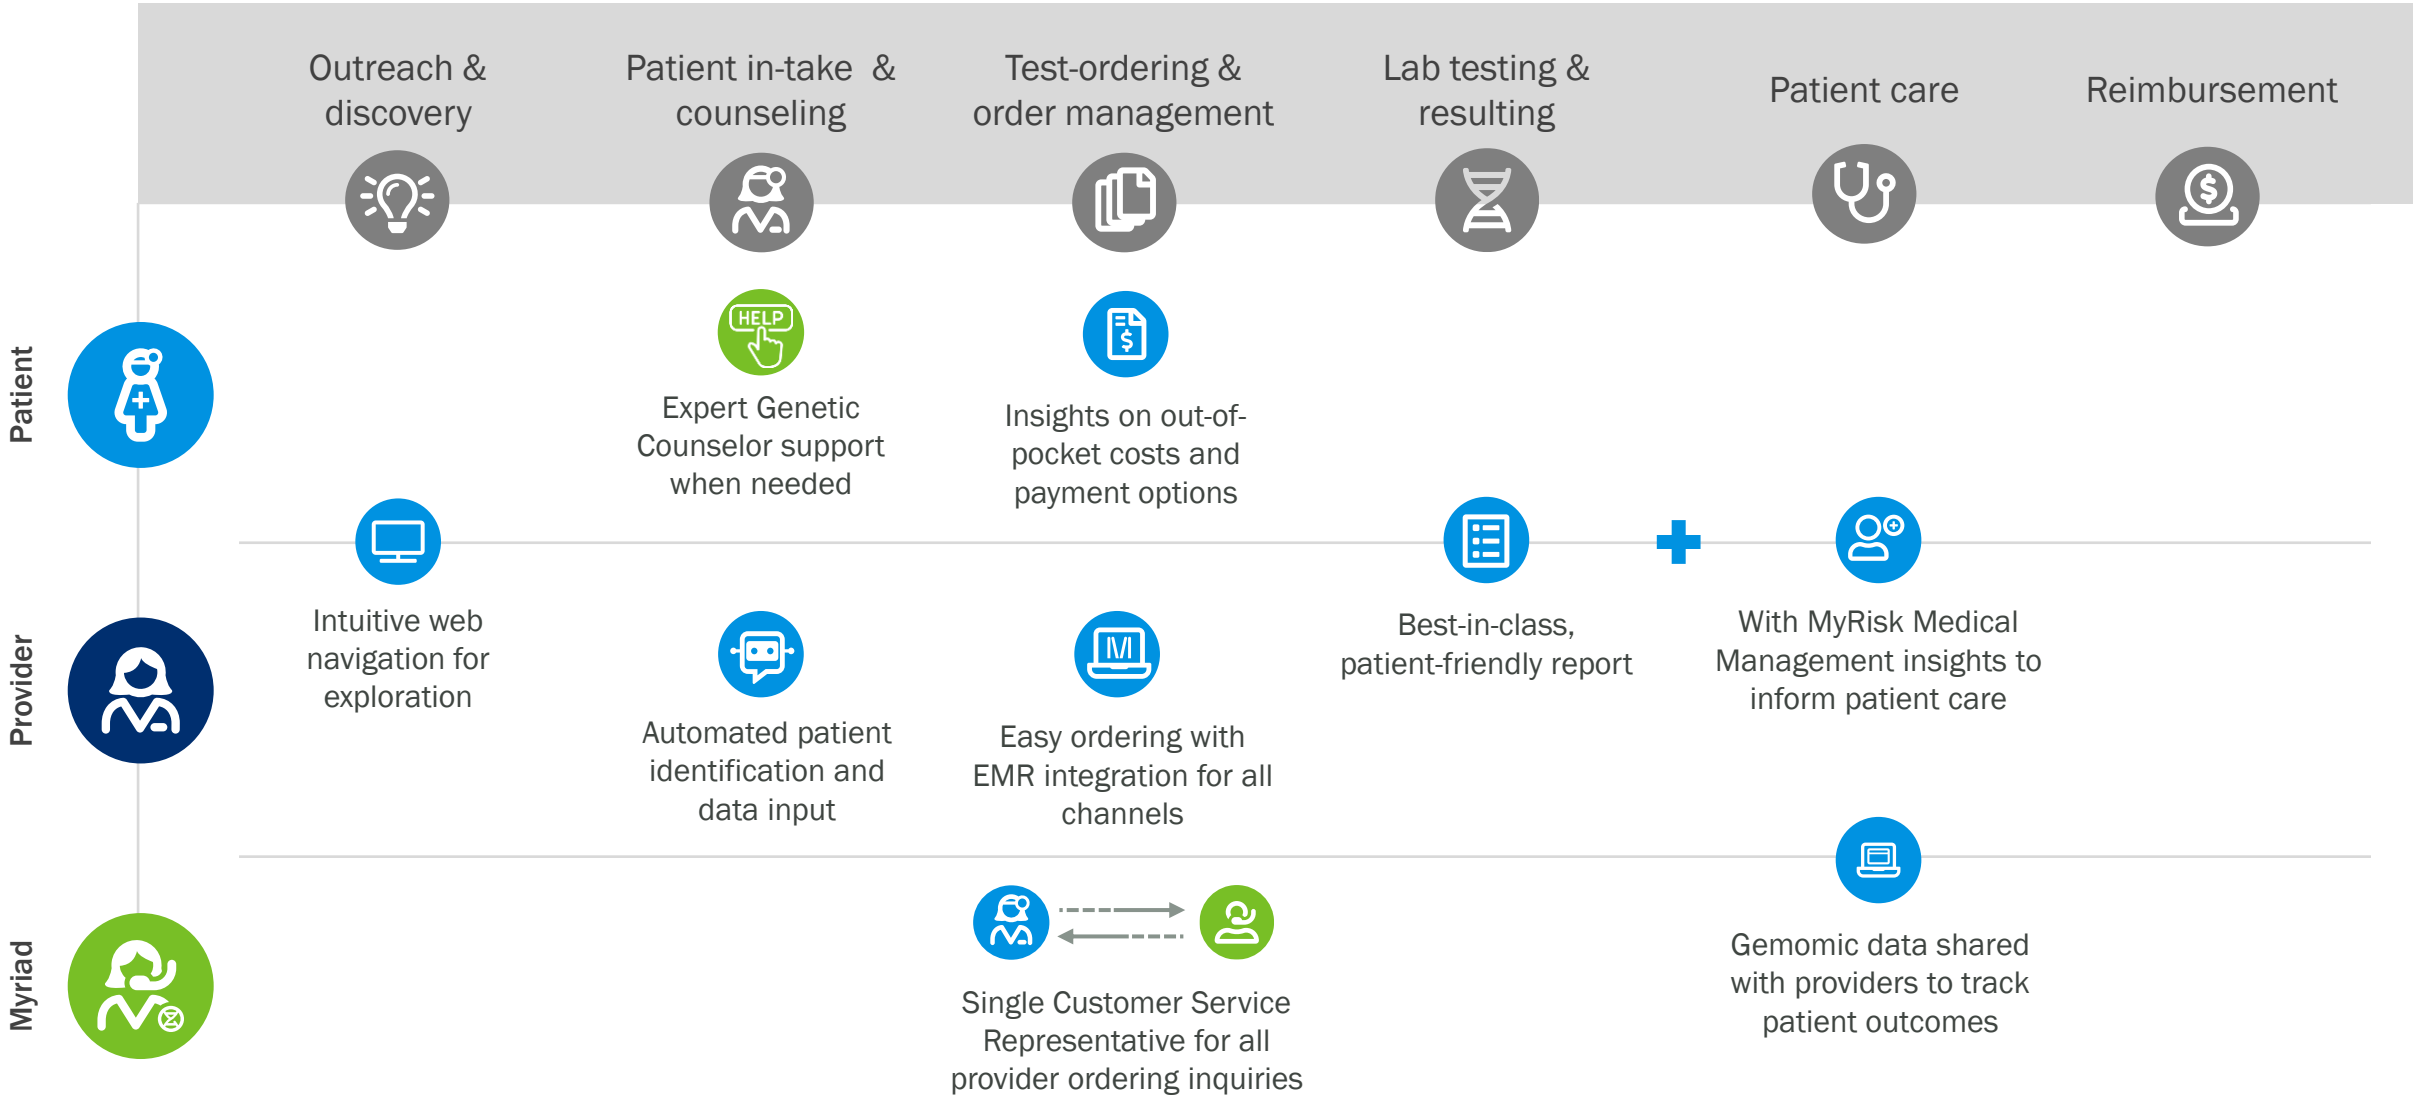 Outreach &
discovery
Patient in-take & 
counseling
Test-ordering &
order management
Lab testing &
resulting
Patient care
Reimbursement
Patient
HELP
Expert Genetic
Counselor support
when needed
Insights on out-of-
pocket costs and
payment options
Provider
Intuitive web
navigation for
exploration
Automated patient
identification and
data input
Easy ordering with
EMR integration for all
channels
Best-in-class,
patient-friendly report
With MyRisk Medical
Management insights to
inform patient care
Myriad
Single Customer Service
Representative for all
provider ordering inquiries
Gemomic data shared
with providers to track
patient outcomes